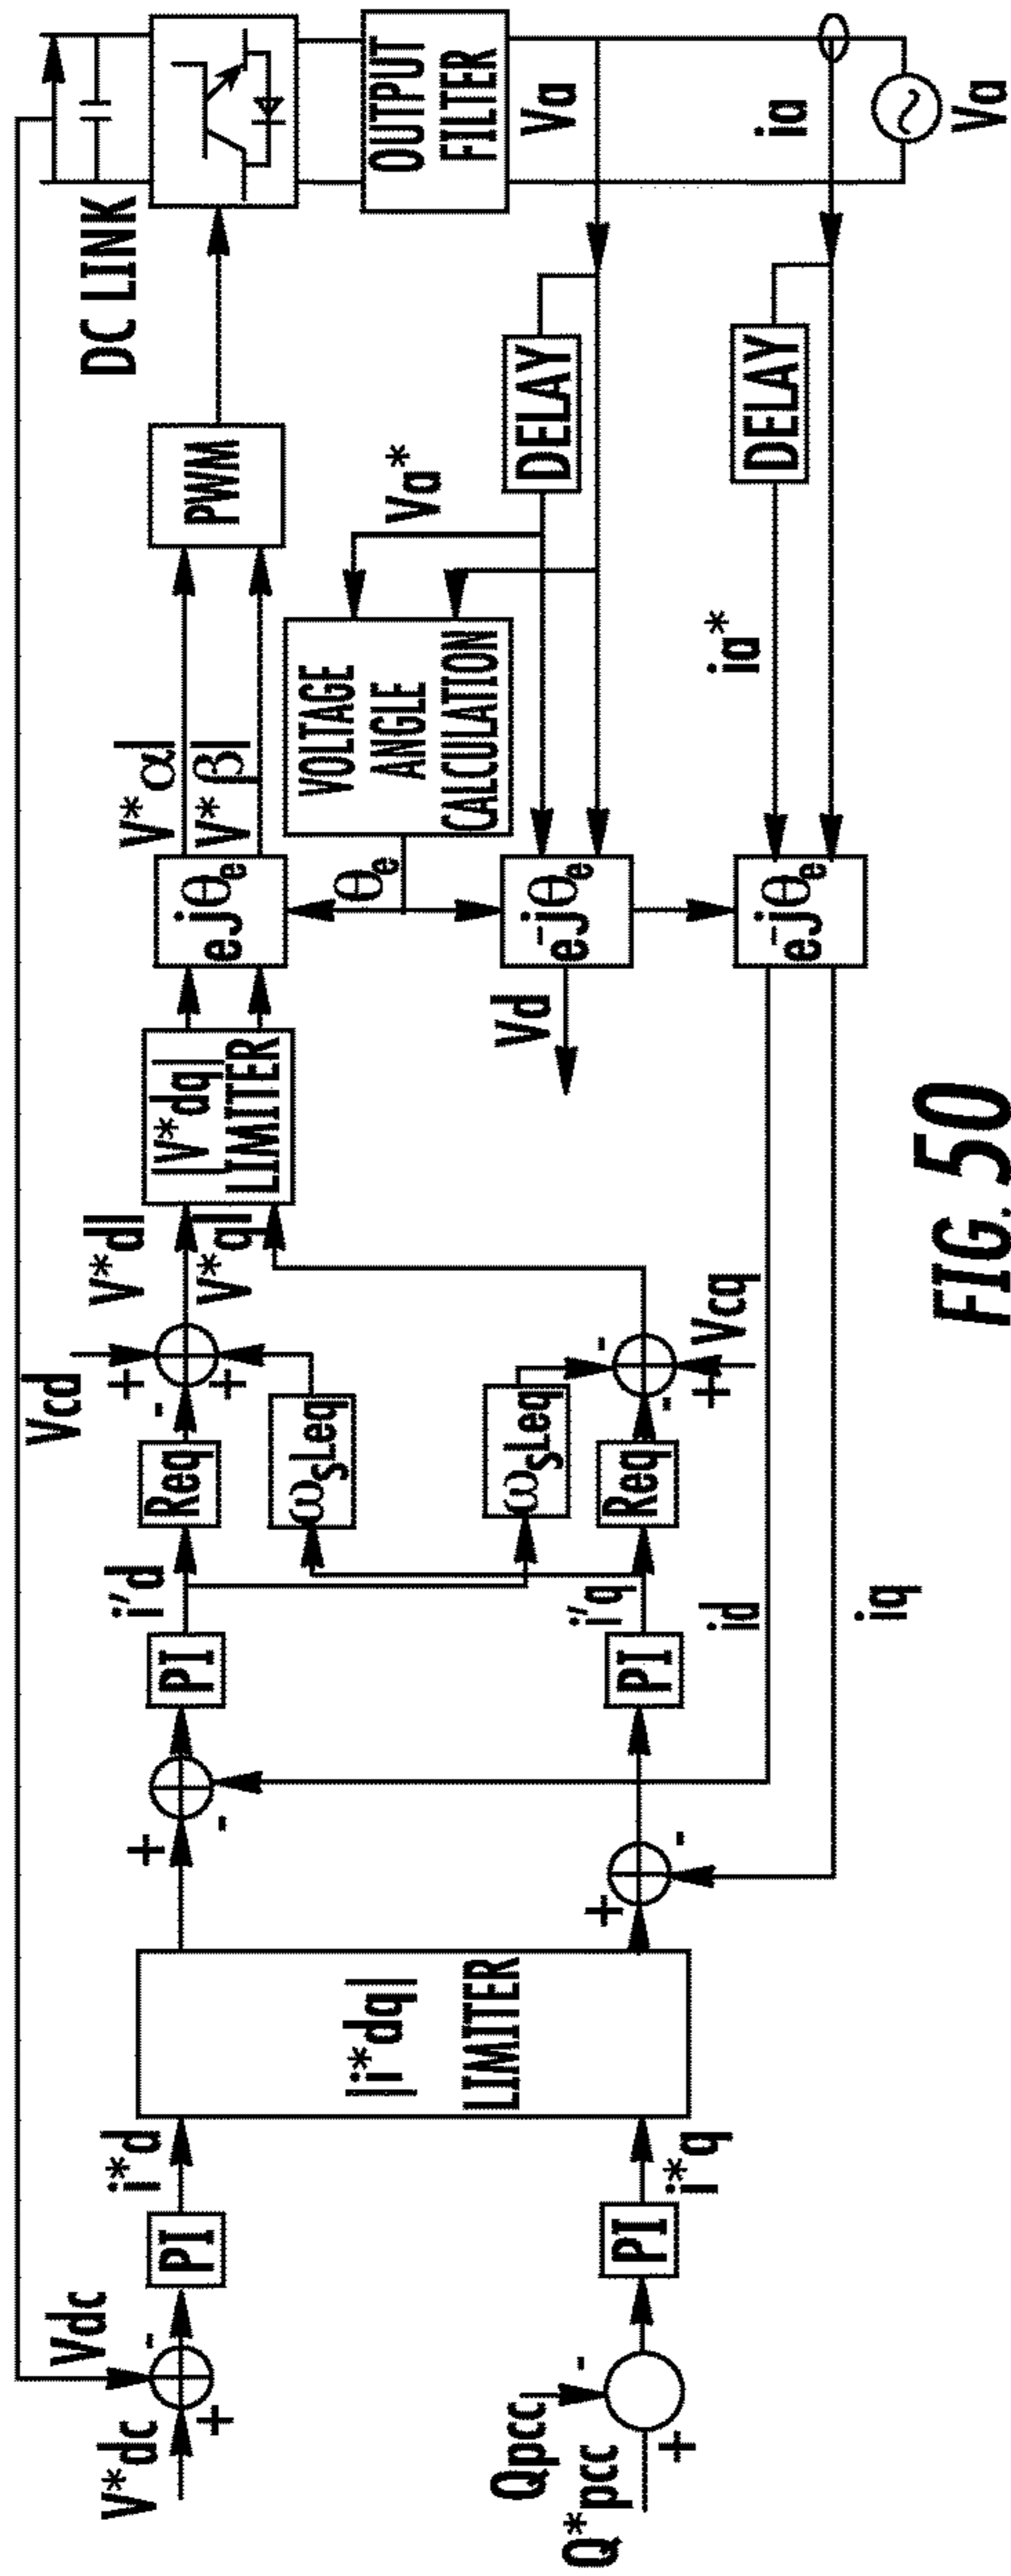 Vdc
V*dc
+
-
PI
i*d
Qpcc
Q*pcc
+
-
PI
i*q
|i*dq|
LIMITER
+
-
PI
i'd
+
-
PI
i'q
id
iq
Req
ωsLeq
ωsLeq
Req
Vcd
+
-
+
V*dl
V*ql
-
-
+
Vcq
|V*dq|
LIMITER
ejθe
V*αl
V*βl
θe
e-jθe
Vd
e-jθe
VOLTAGE
ANGLE
CALCULATION
PWM
Va*
DELAY
ia*
DELAY
DC LINK
OUTPUT
FILTER
Va
ia
Va
FIG. 50